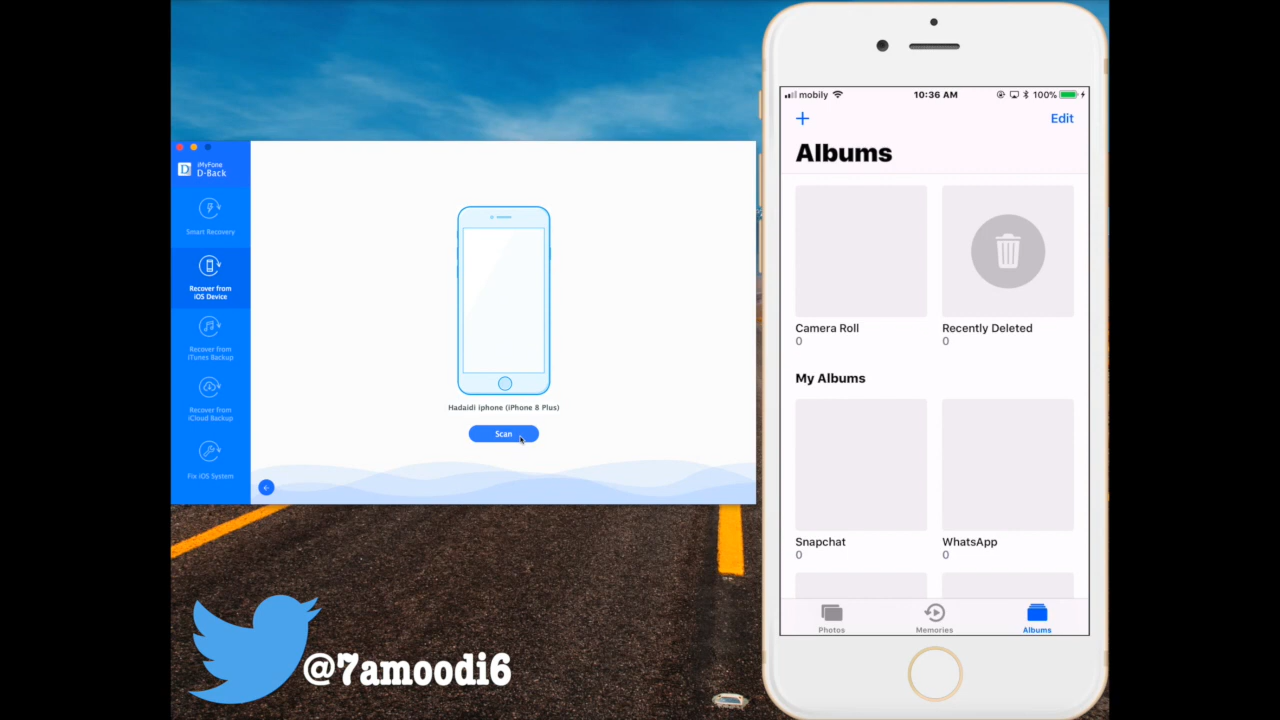 iMyFone
D-Back
Smart Recovery
Recover from
iOS Device
Recover from
iTunes Backup
Recover from
iCloud Backup
Fix iOS System
Hadaidi iphone (iPhone 8 Plus)
Scan
@7amoodi6
mobily
10:36 AM
100%
Edit
Albums
Camera Roll
0
Recently Deleted
0
My Albums
Snapchat
0
WhatsApp
0
Photos
Memories
Albums